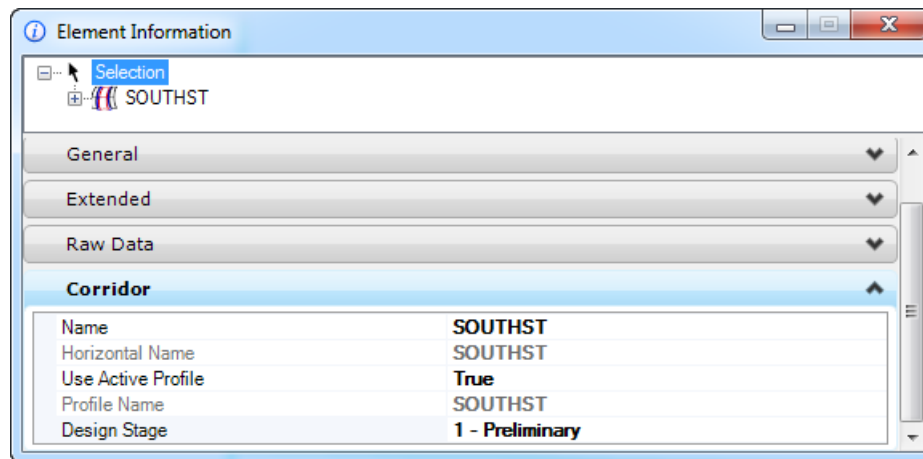 Element Information
Selection
SOUTHST
General
Extended
Raw Data
Corridor
Name SOUTHST
Horizontal Name SOUTHST
Use Active Profile True
Profile Name SOUTHST
Design Stage 1 - Preliminary